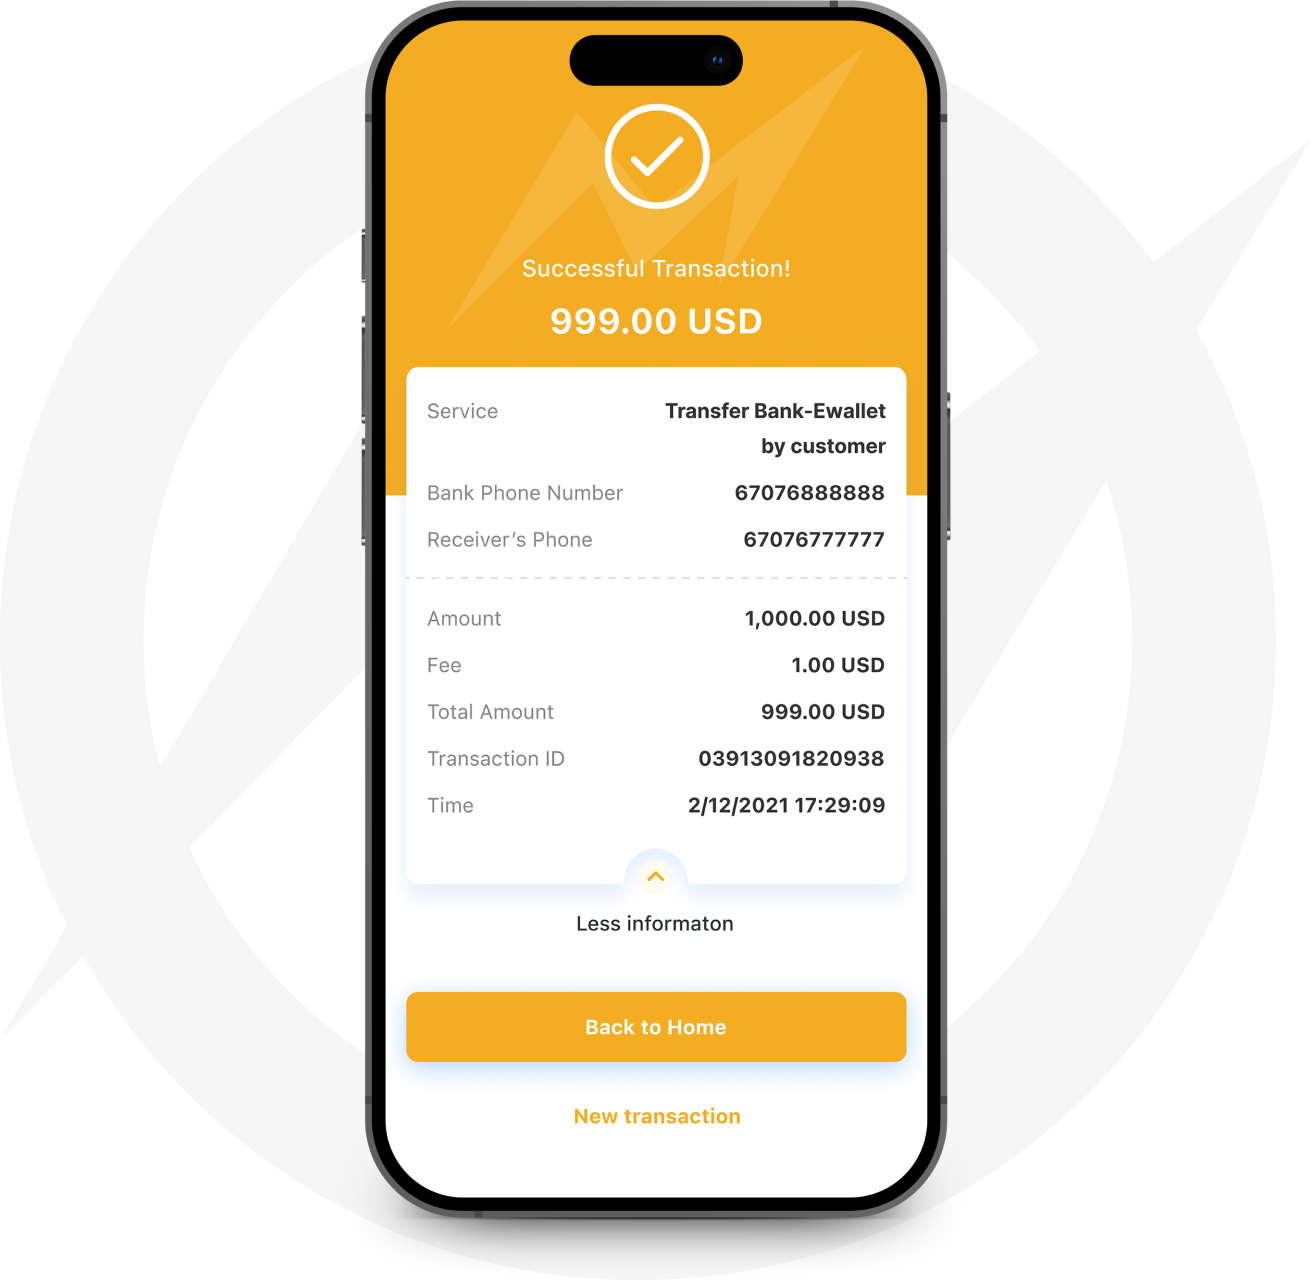 Successful Transaction!
999.00 USD
Service Transfer Bank-Ewallet
by customer
Bank Phone Number 67076888888
Receiver’s Phone 67076777777
Amount 1,000.00 USD
Fee 1.00 USD
Total Amount 999.00 USD
Transaction ID 03913091820938
Time 2/12/2021 17:29:09
Less informaton
Back to Home
New transaction